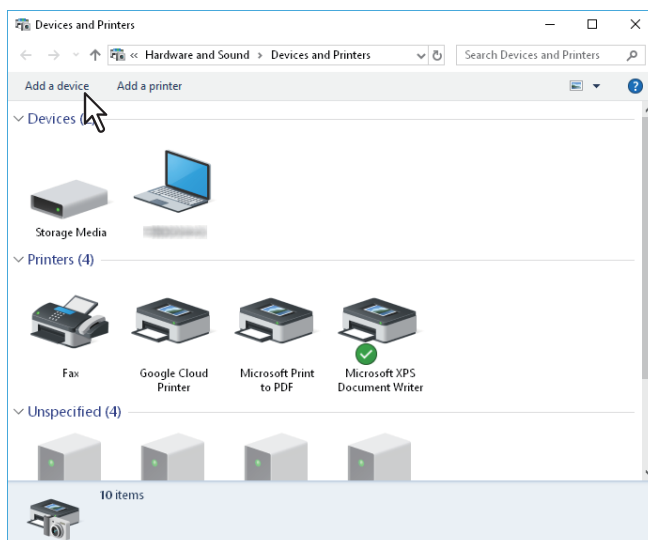 Devices and Printers
« Hardware and Sound > Devices and Printers
Search Devices and Printers
Add a device
Add a printer
Devices (
Storage Media
Printers (4)
Fax
Google Cloud Printer
Microsoft Print to PDF
Microsoft XPS Document Writer
Unspecified (4)
10 items